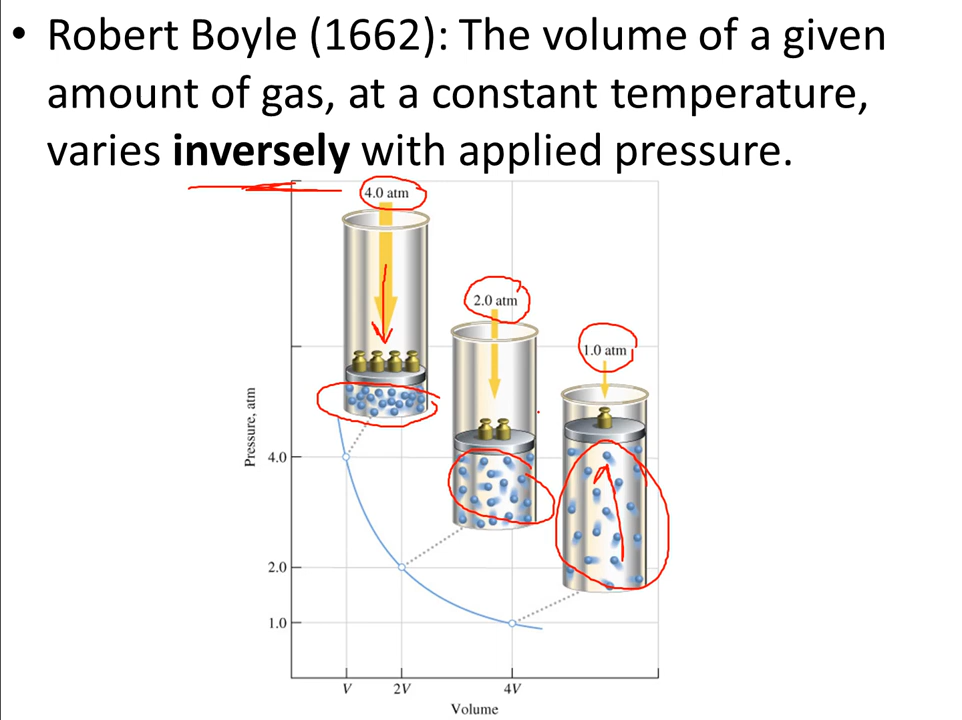 • Robert Boyle (1662): The volume of a given
amount of gas, at a constant temperature,
varies inversely with applied pressure.
4.0 atm
2.0 atm
1.0 atm
Pressure, atm
4.0
2.0
1.0
V 2V 4V
Volume